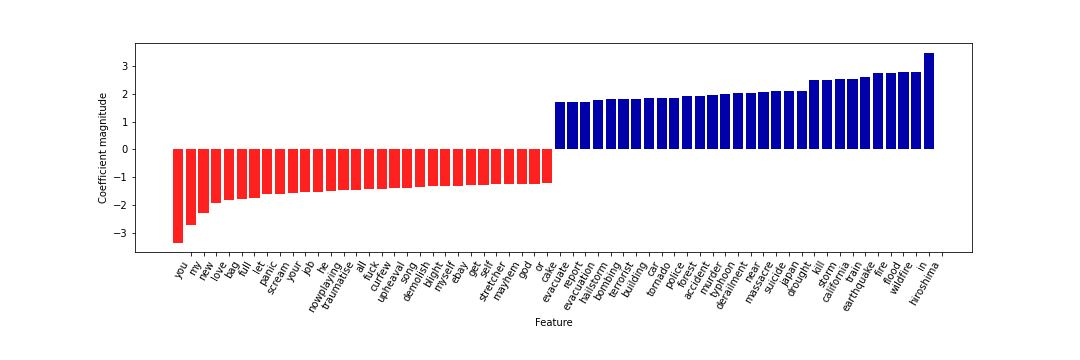 3
2
1
0
−1
−2
−3
Coefficient magnitude
you
my
new
love
bag
full
let
panic
scream
your
job
he
nowplaying
traumatise
all
fuck
curfew
upheaval
song
demolish
blight
myself
ebay
get
self
stretcher
mayhem
god
or
cake
evacuate
report
evacuation
hailstorm
bombing
terrorist
building
car
tornado
police
forest
accident
murder
typhoon
derailment
near
massacre
suicide
japan
drought
kill
storm
california
train
earthquake
fire
flood
wildfire
in
hiroshima
Feature